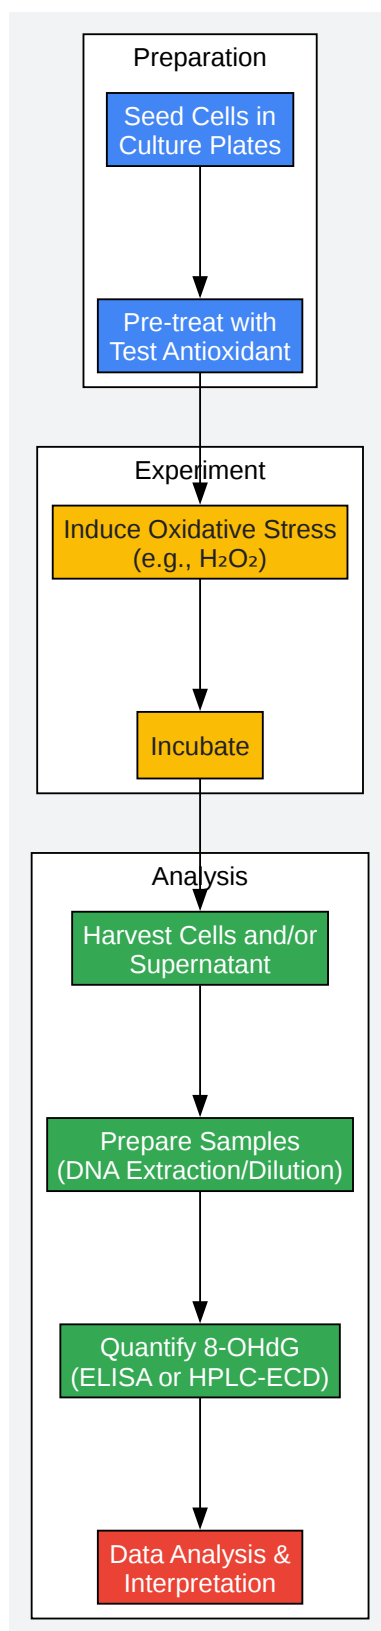 Preparation
Seed Cells in
Culture Plates
Pre-treat with
Test Antioxidant
Experiment
Induce Oxidative Stress
(e.g., H₂O₂)
Incubate
Analysis
Harvest Cells and/or
Supernatant
Prepare Samples
(DNA Extraction/Dilution)
Quantify 8-OHdG
(ELISA or HPLC-ECD)
Data Analysis &
Interpretation